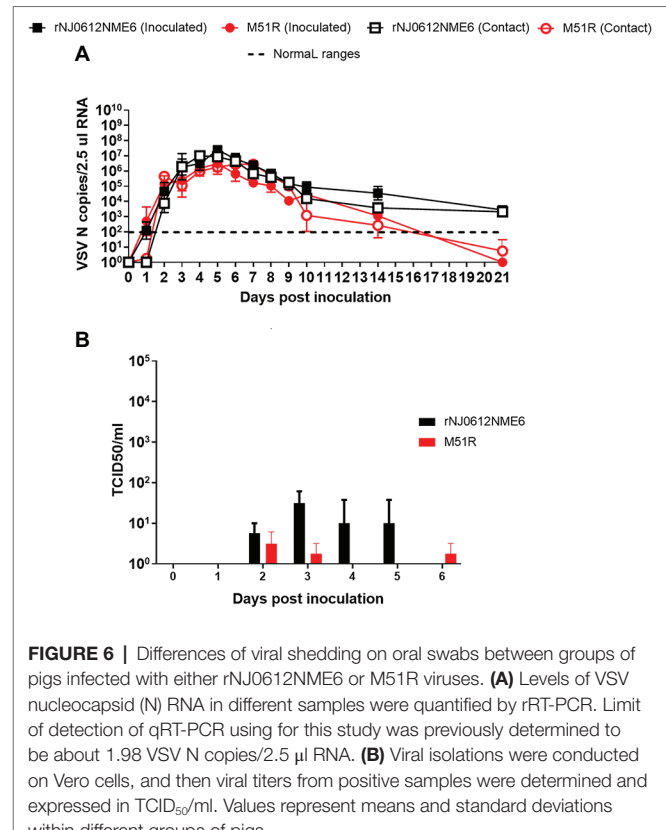 rNJ0612NME6 (Inoculated) M51R (Inoculated) rNJ0612NME6 (Contact) M51R (Contact)
A
NormaL ranges
VSV N copies/2.5 ul RNA
10¹⁰
10⁹
10⁸
10⁷
10⁶
10⁵
10⁴
10³
10²
10¹
10⁰
0 1 2 3 4 5 6 7 8 9 10 11 12 13 14 15 16 17 18 19 20 21
Days post inoculation
B
TCID50/ml
10⁵
10³
10²
10¹
10⁰
rNJ0612NME6
M51R
0 1 2 3 4 5 6
Days post inoculation
FIGURE 6 | Differences of viral shedding on oral swabs between groups of
pigs infected with either rNJ0612NME6 or M51R viruses. (A) Levels of VSV
nucleocapsid (N) RNA in different samples were quantified by rRT-PCR. Limit
of detection of qRT-PCR using for this study was previously determined to
be about 1.98 VSV N copies/2.5 μl RNA. (B) Viral isolations were conducted
on Vero cells, and then viral titers from positive samples were determined and
expressed in TCID₅₀/ml. Values represent means and standard deviations
within different groups of pigs